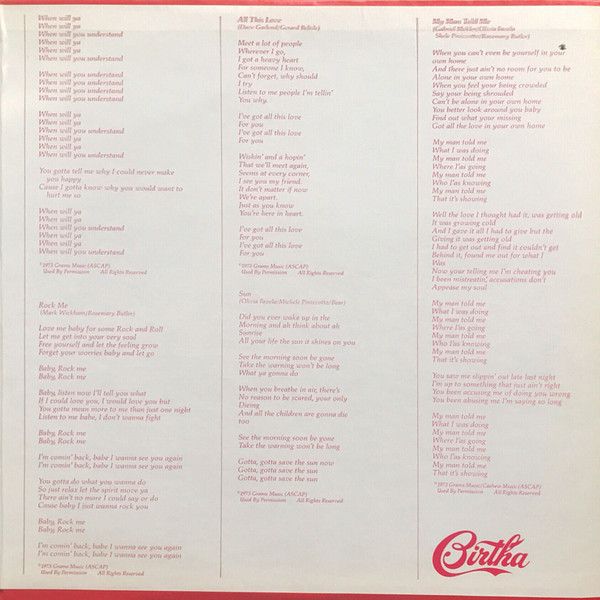 When will ya
When will ya
When will you understand
When will ya
When will ya
When will you understand
When will ya
When will you understand
When will ya
When will you understand
When will ya
When will ya
When will you understand
When will ya
When will ya
When will you understand
You gotta tell me why I could never make
you happy
Cause I gotta know why you would want to
hurt me so
When will ya
When will ya
When will you understand
When will ya
When will ya
When will you understand
©1973 Grama Music (ASCAP)
Used By Permission All Rights Reserved
Rock Me
(Mark Wickham/Rosemary Butler)
Love me baby for some Rock and Roll
Let me get into your very soul
Free yourself and let the feeling grow
Forget your worries baby and let go
Baby, Rock me
Baby, Rock me
Baby, listen now I'll tell you what
If I could love you, I would love you but
You gotta mean more to me than just one night
Listen to me babe, I don't wanna fight
Baby, Rock me
Baby, Rock me
I'm comin' back, babe I wanna see you again
I'm comin' back, babe I wanna see you again
You gotta do what you wanna do
So just relax let the spirit move ya
There ain't no more I could say or do
Cause baby I just wanna rock you
Baby, Rock me
Baby, Rock me
I'm comin' back, babe I wanna see you again
I'm comin' back, babe I wanna see you again
©1973 Grama Music (ASCAP)
Used By Permission All Rights Reserved
All This Love
(Dave Garland/Gerard
Meet a lot of people
Wherever I go,
I got a heavy heart
For someone I know,
Can't forget, why should
I try
Listen to me people I'm tellin'
You why.
I've got all this love
For you
I've got all this love
For you
Wishin' and a hopin'
That we'll meet again,
Seems at every corner,
I see you my friend.
It don't matter if now
We're apart.
Just as you know
You're here in heart.
I've got all this love
For you
I've got all this love
For you
©1973 Grama Music (ASCAP)
Used By Permission All Rights Reserved
Sun
(Olivia Favela/Michele
Did you ever wake up in the
Morning and ah think about ah
Sunrise
All your life the sun it shines on you
See the morning soon be gone
Take the warning won't be long
What ya gonna do
When you breathe in air, there's
No reason to be scared, your only
Dieing
And all the children are gonna die
too
See the morning soon be gone
Take the warning won't be long
Gotta, gotta save the sun now
Gotta, gotta save the sun
Gotta, gotta save the sun
©1973 Grama Music (ASCAP)
Used By Permission All Rights Reserved
My Man Told Me
(Gabriel Mekler/Olivia Favela
Shele Pinizzotto/Rosemary Butler)
When you can't even be yourself in your
own home
And there just ain't no room for you to be
Alone in your own home
When you feel your being crowded
Say your being shrouded
Can't be alone in your own home
You better look around you baby
Find out what your missing
Got all the love in your own home
My man told me
What I was doing
My man told me
Where I'm going
My man told me
Who I'as knowing
My man told me
That it's showing
Well the love I thought had it, was getting old
It was growing cold
And I gave it all I had to give but the
Giving it was getting old
I had to get out and find it couldn't get
Behind it, found me out for what I
Was
Now your telling me I'm cheating you
I been mistreatin', accusations don't
Appease my soul
My man told me
What I was doing
My man told me
Where I'm going
My man told me
Who I'as knowing
My man told me
That it's showing
You saw me slippin' out late last night
I'm up to something that just ain't right
You been accusing me of doing you wrong
You been abusing me I'm saying so long
My man told me
What I was doing
My man told me
Where I'as going
My man told me
Who I'as knowing
My man told me
That it's showing
©1973 Grama Music/Cashew Music (ASCAP)
Used By Permission All Rights Reserved
Birtha